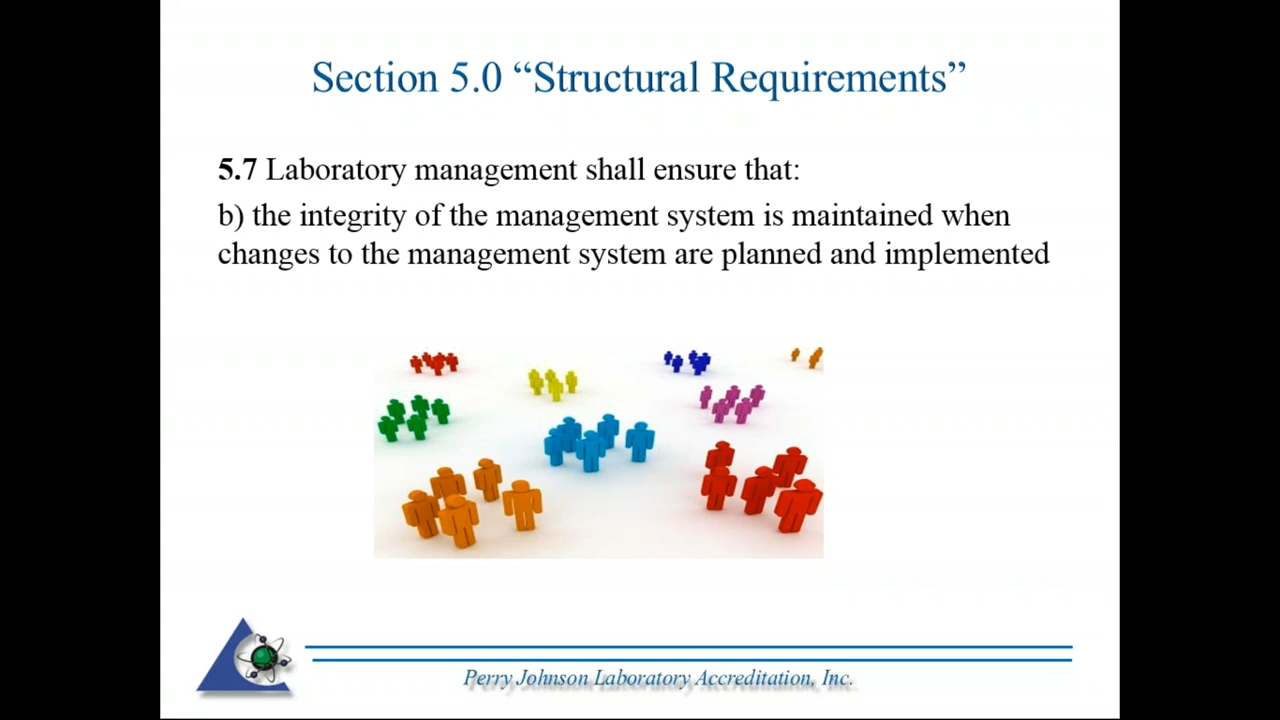 Section 5.0 “Structural Requirements”
5.7 Laboratory management shall ensure that:
b) the integrity of the management system is maintained when
changes to the management system are planned and implemented
Perry Johnson Laboratory Accreditation, Inc.